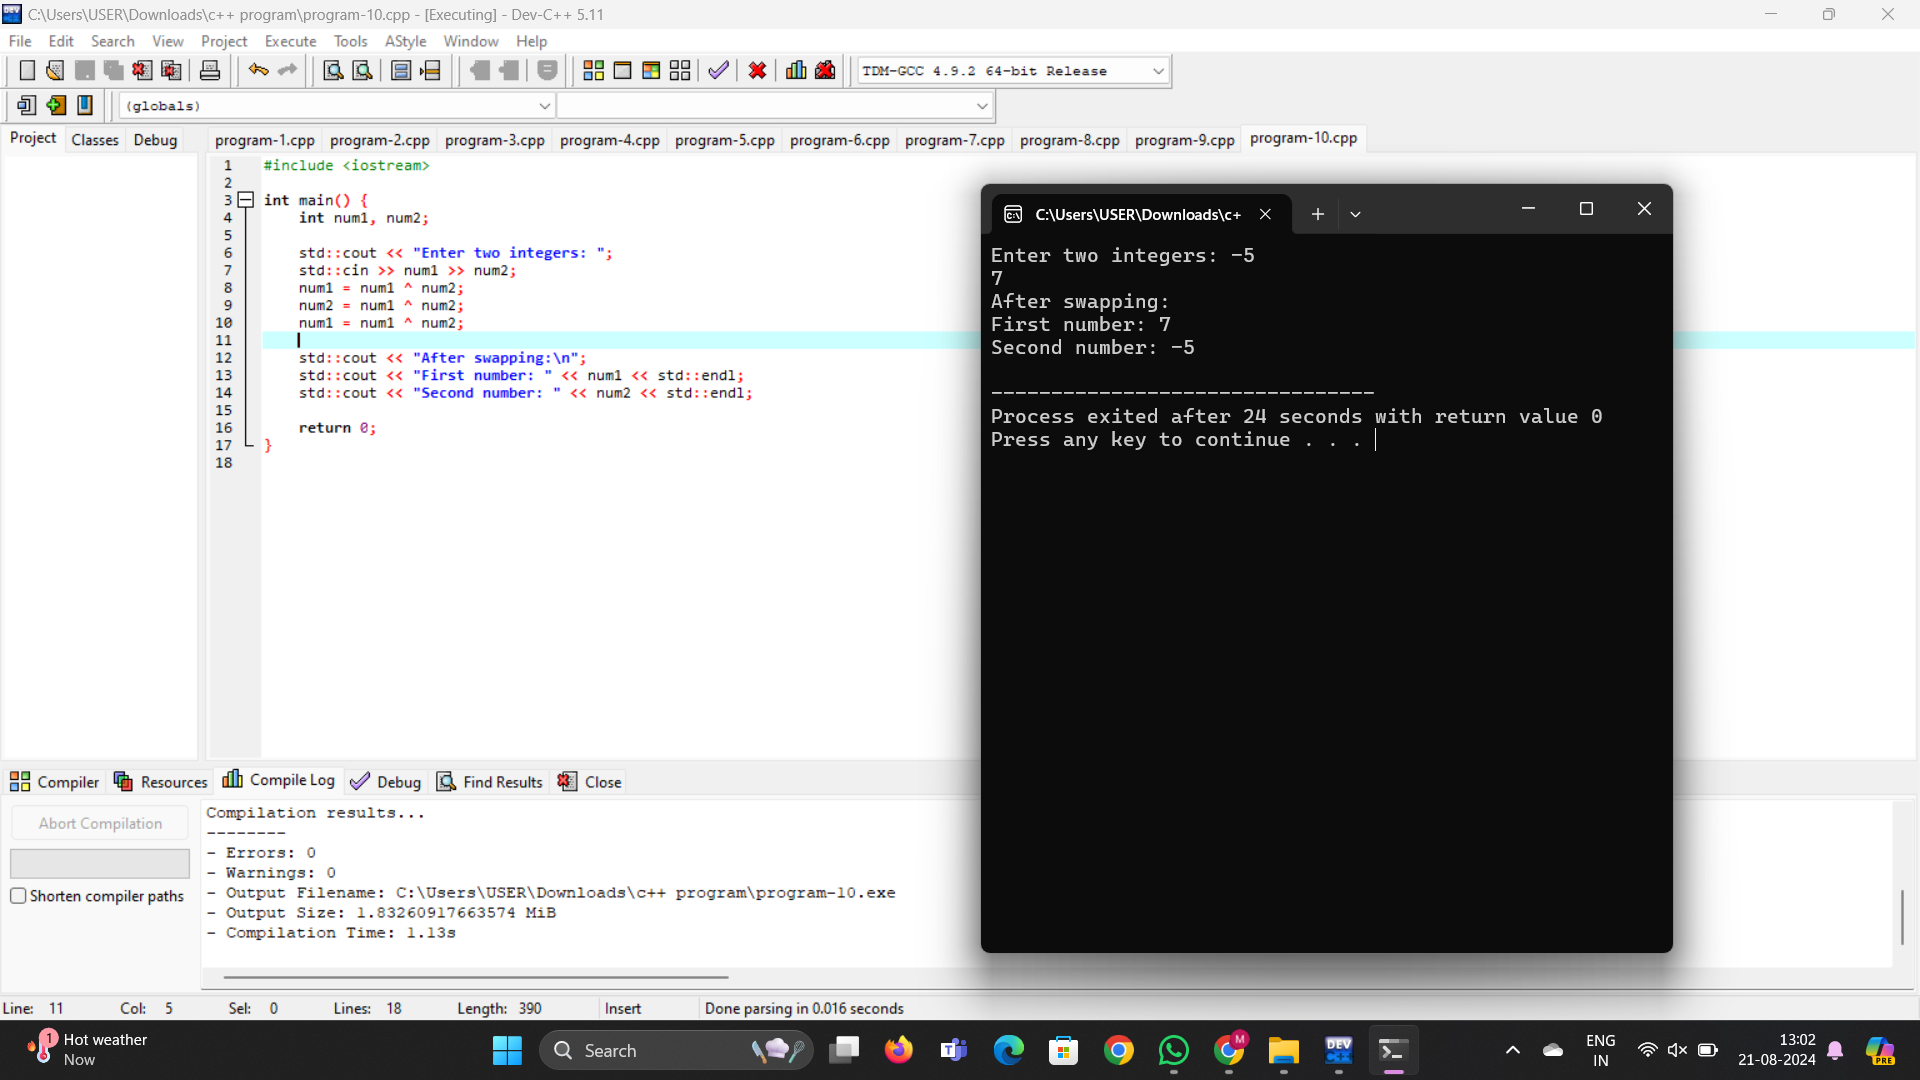 C:\Users\USER\Downloads\c++ program\program-10.cpp - [Executing] - Dev-C++ 5.11
File Edit Search View Project Execute Tools AStyle Window Help
TDM-GCC 4.9.2 64-bit Release
(globals)
Project Classes Debug
program-1.cpp program-2.cpp program-3.cpp program-4.cpp program-5.cpp program-6.cpp program-7.cpp program-8.cpp program-9.cpp program-10.cpp
1 #include <iostream>
2
3 int main() {
4     int num1, num2;
5
6     std::cout << "Enter two integers: ";
7     std::cin >> num1 >> num2;
8     num1 = num1 ^ num2;
9     num2 = num1 ^ num2;
10     num1 = num1 ^ num2;
11
12     std::cout << "After swapping:\n";
13     std::cout << "First number: " << num1 << std::endl;
14     std::cout << "Second number: " << num2 << std::endl;
15
16     return 0;
17 }
18
C:\Users\USER\Downloads\c+
Enter two integers: -5
7
After swapping:
First number: 7
Second number: -5
--------------------------------
Process exited after 24 seconds with return value 0
Press any key to continue . . .
Compiler Resources Compile Log Debug Find Results Close
Abort Compilation
Shorten compiler paths
Compilation results...
--------
- Errors: 0
- Warnings: 0
- Output Filename: C:\Users\USER\Downloads\c++ program\program-10.exe
- Output Size: 1.83260917663574 MiB
- Compilation Time: 1.13s
Line: 11 Col: 5 Sel: 0 Lines: 18 Length: 390 Insert Done parsing in 0.016 seconds
1
Hot weather
Now
Search
M
DEV
PRE
ENG
IN
13:02
21-08-2024